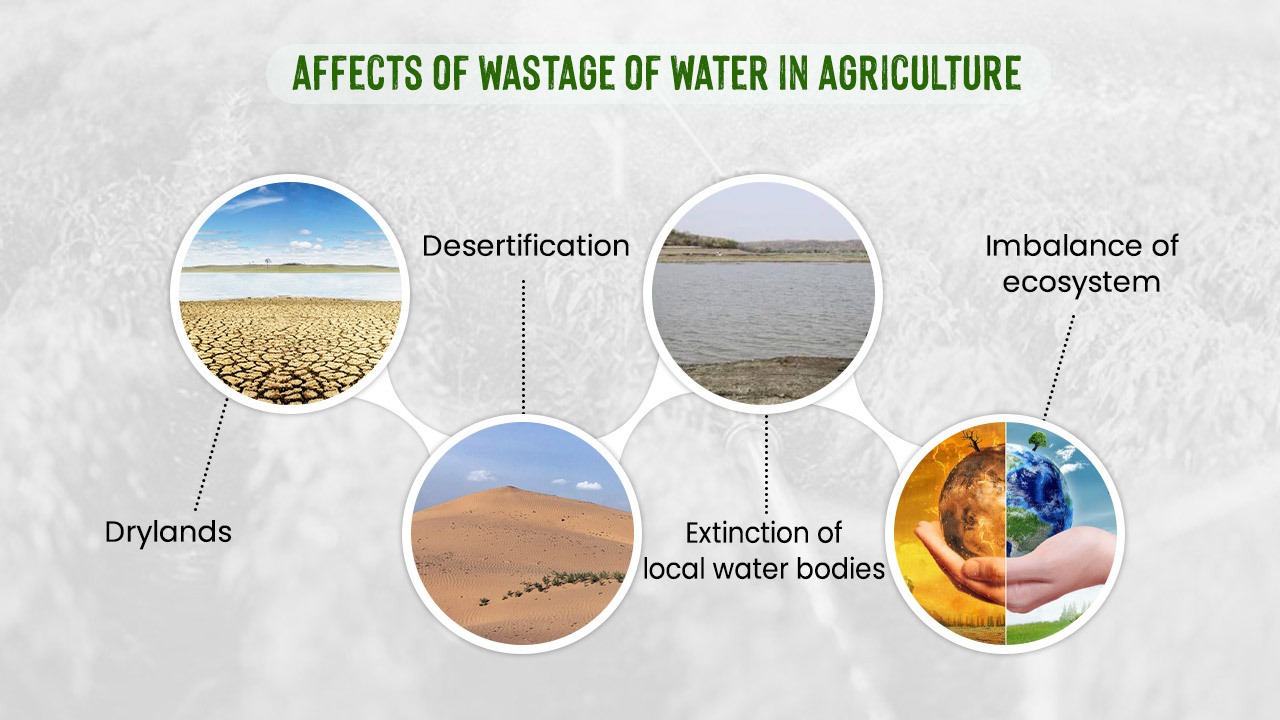 AFFECTS OF WASTAGE OF WATER IN AGRICULTURE
Desertification
Imbalance of
ecosystem
Drylands
Extinction of
local water bodies